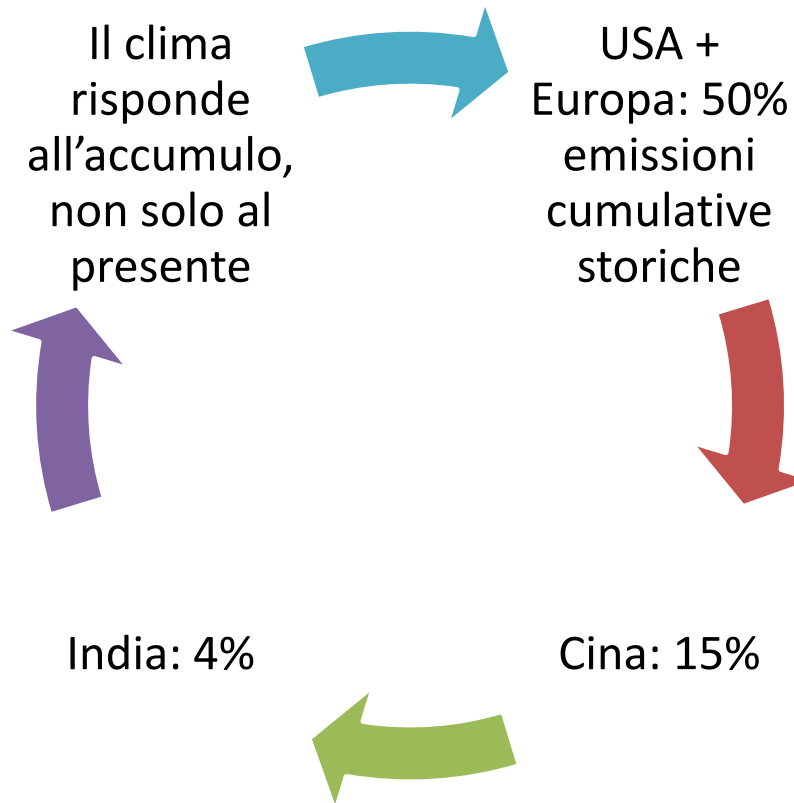 Il clima
risponde
all’accumulo,
non solo al
presente
USA +
Europa: 50%
emissioni
cumulative
storiche
Cina: 15%
India: 4%